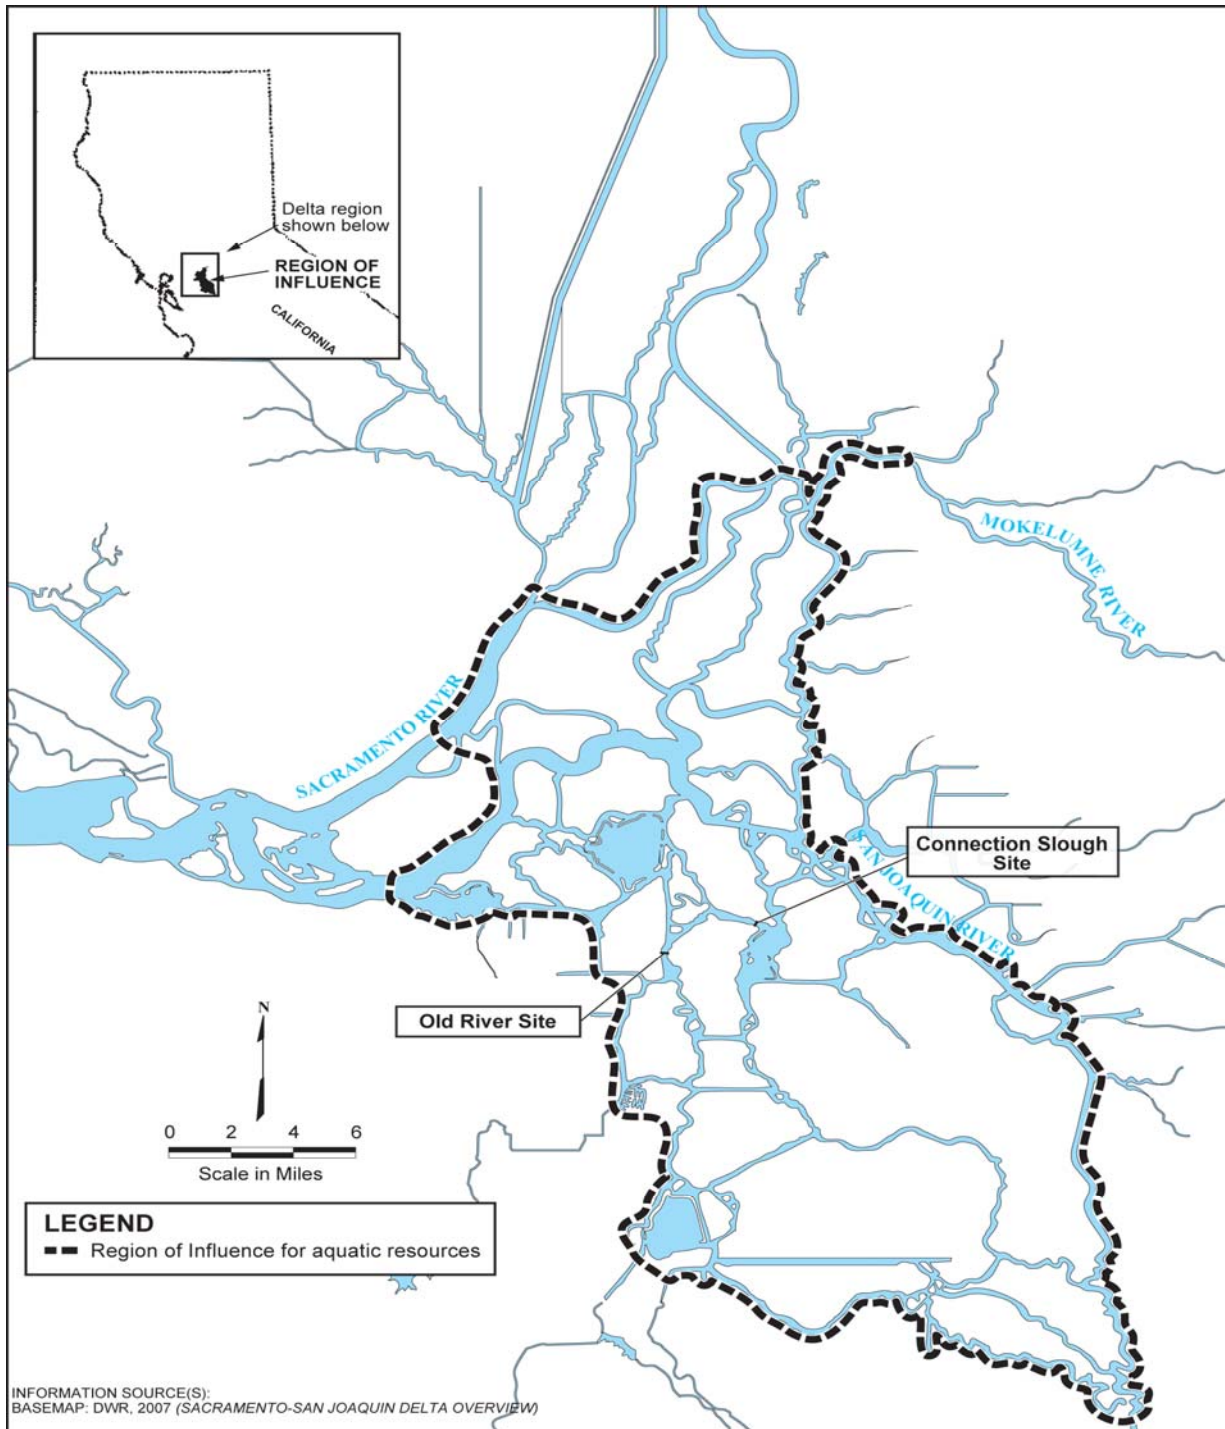 Delta region
shown below
REGION OF
INFLUENCE
CALIFORNIA
MOKELUMNE RIVER
SACRAMENTO RIVER
Connection Slough
Site
SAN JOAQUIN RIVER
Old River Site
N
0 2 4 6
Scale in Miles
LEGEND
Region of Influence for aquatic resources
INFORMATION SOURCE(S):
BASEMAP: DWR, 2007 (SACRAMENTO-SAN JOAQUIN DELTA OVERVIEW)